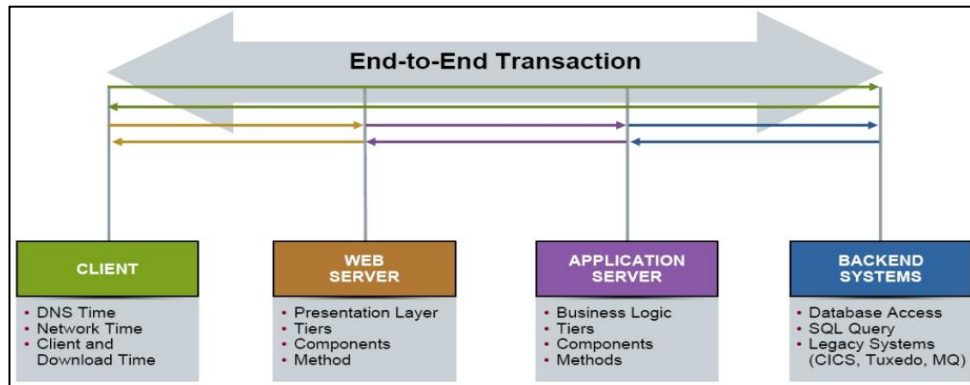 End-to-End Transaction
CLIENT
• DNS Time
• Network Time
• Client and
Download Time
WEB
SERVER
• Presentation Layer
• Tiers
• Components
• Method
APPLICATION
SERVER
• Business Logic
• Tiers
• Components
• Methods
BACKEND
SYSTEMS
• Database Access
• SQL Query
• Legacy Systems
(CICS, Tuxedo, MQ)